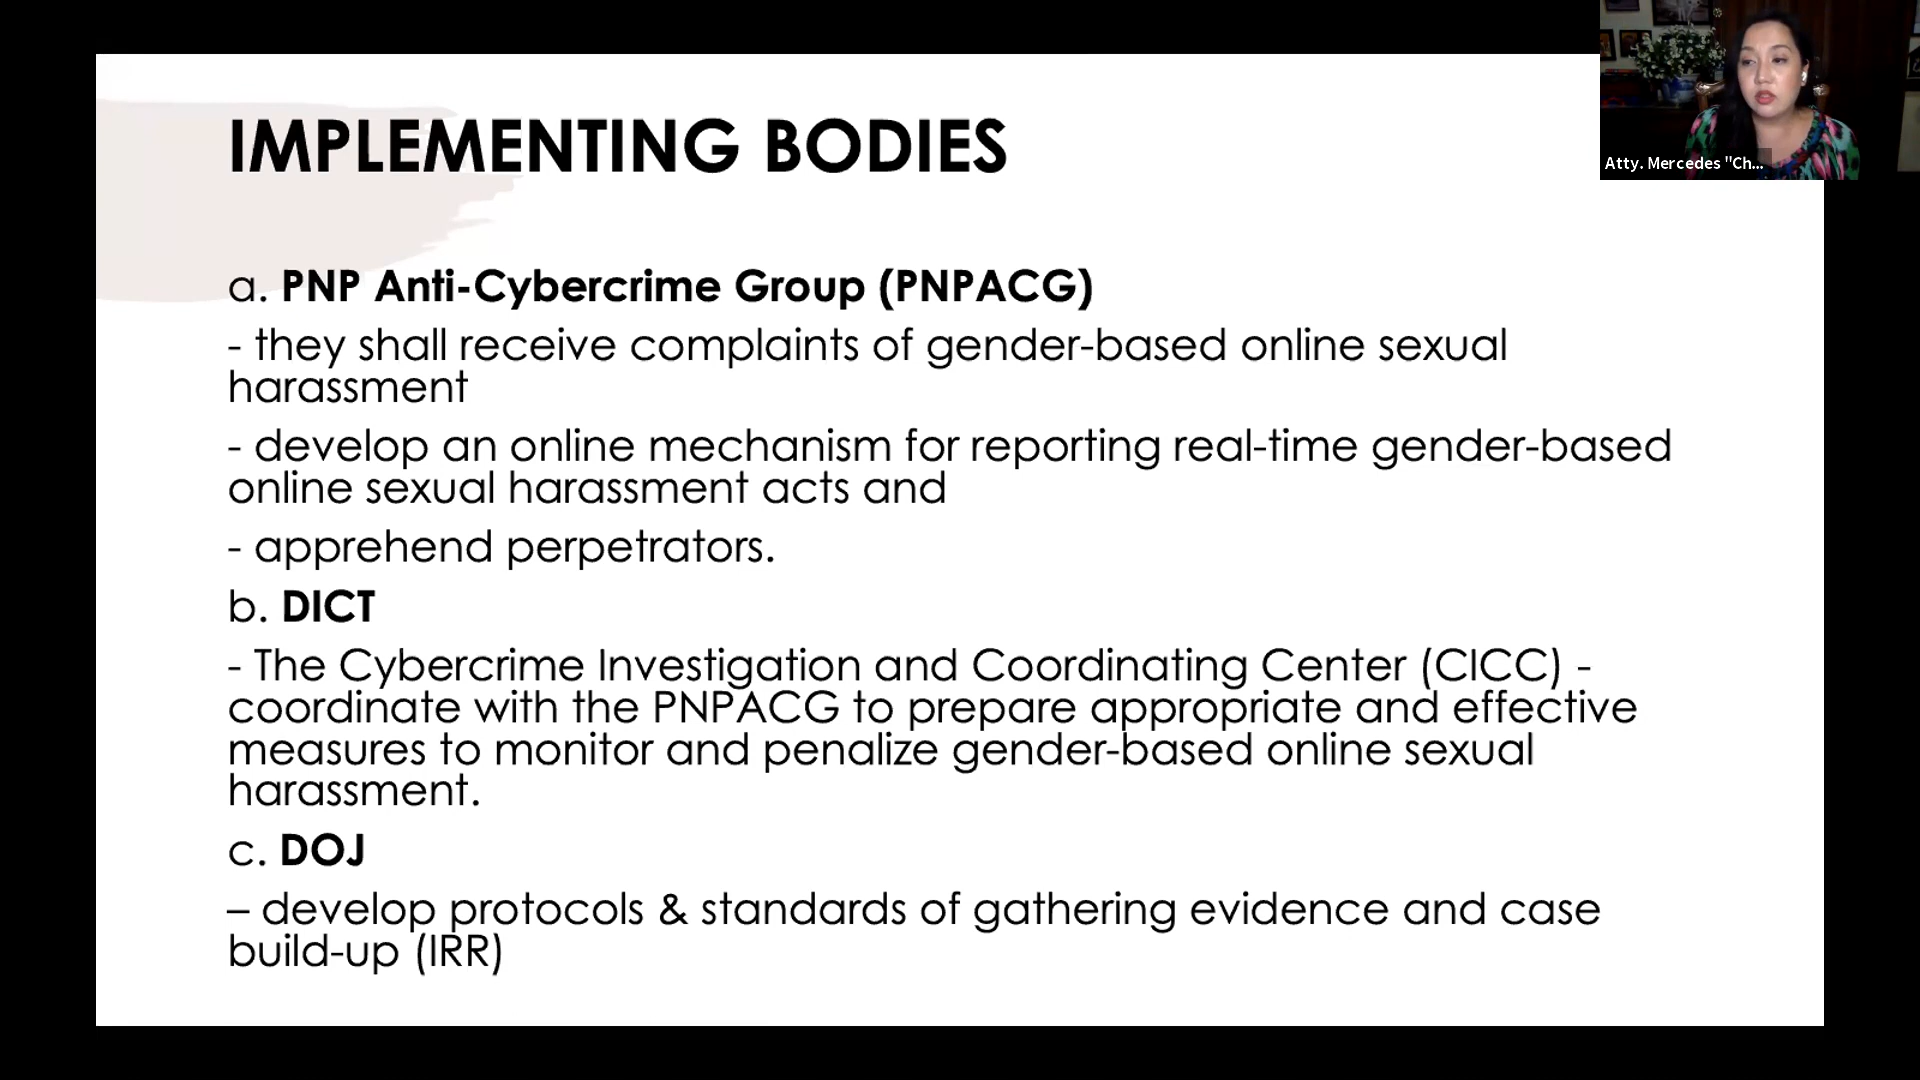 IMPLEMENTING BODIES
Atty. Mercedes "Ch...
a. PNP Anti-Cybercrime Group (PNPACG)
- they shall receive complaints of gender-based online sexual
harassment
- develop an online mechanism for reporting real-time gender-based
online sexual harassment acts and
- apprehend perpetrators.
b. DICT
- The Cybercrime Investigation and Coordinating Center (CICC) -
coordinate with the PNPACG to prepare appropriate and effective
measures to monitor and penalize gender-based online sexual
harassment.
c. DOJ
– develop protocols & standards of gathering evidence and case
build-up (IRR)